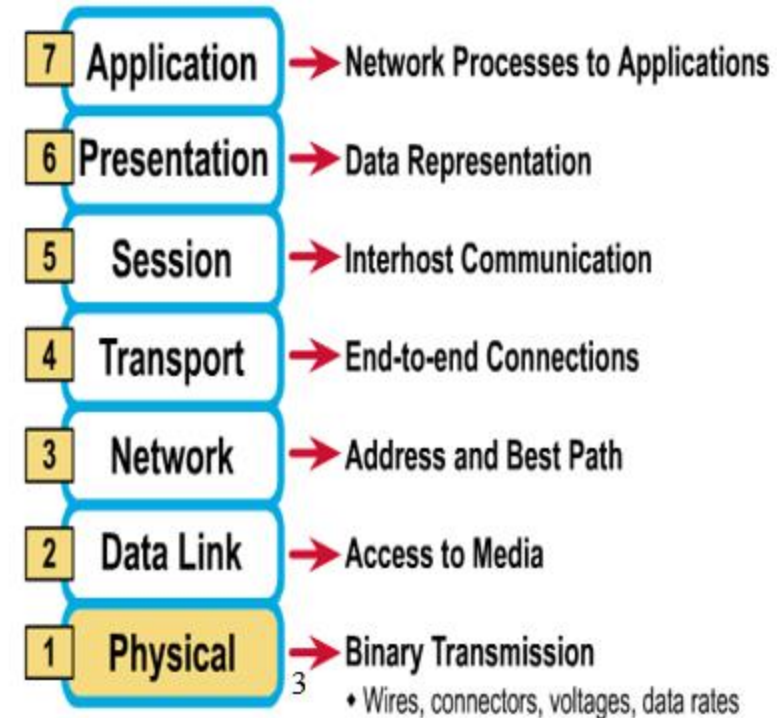 7 Application Network Processes to Applications
6 Presentation Data Representation
5 Session Interhost Communication
4 Transport End-to-end Connections
3 Network Address and Best Path
2 Data Link Access to Media
1 Physical Binary Transmission
3
• Wires, connectors, voltages, data rates